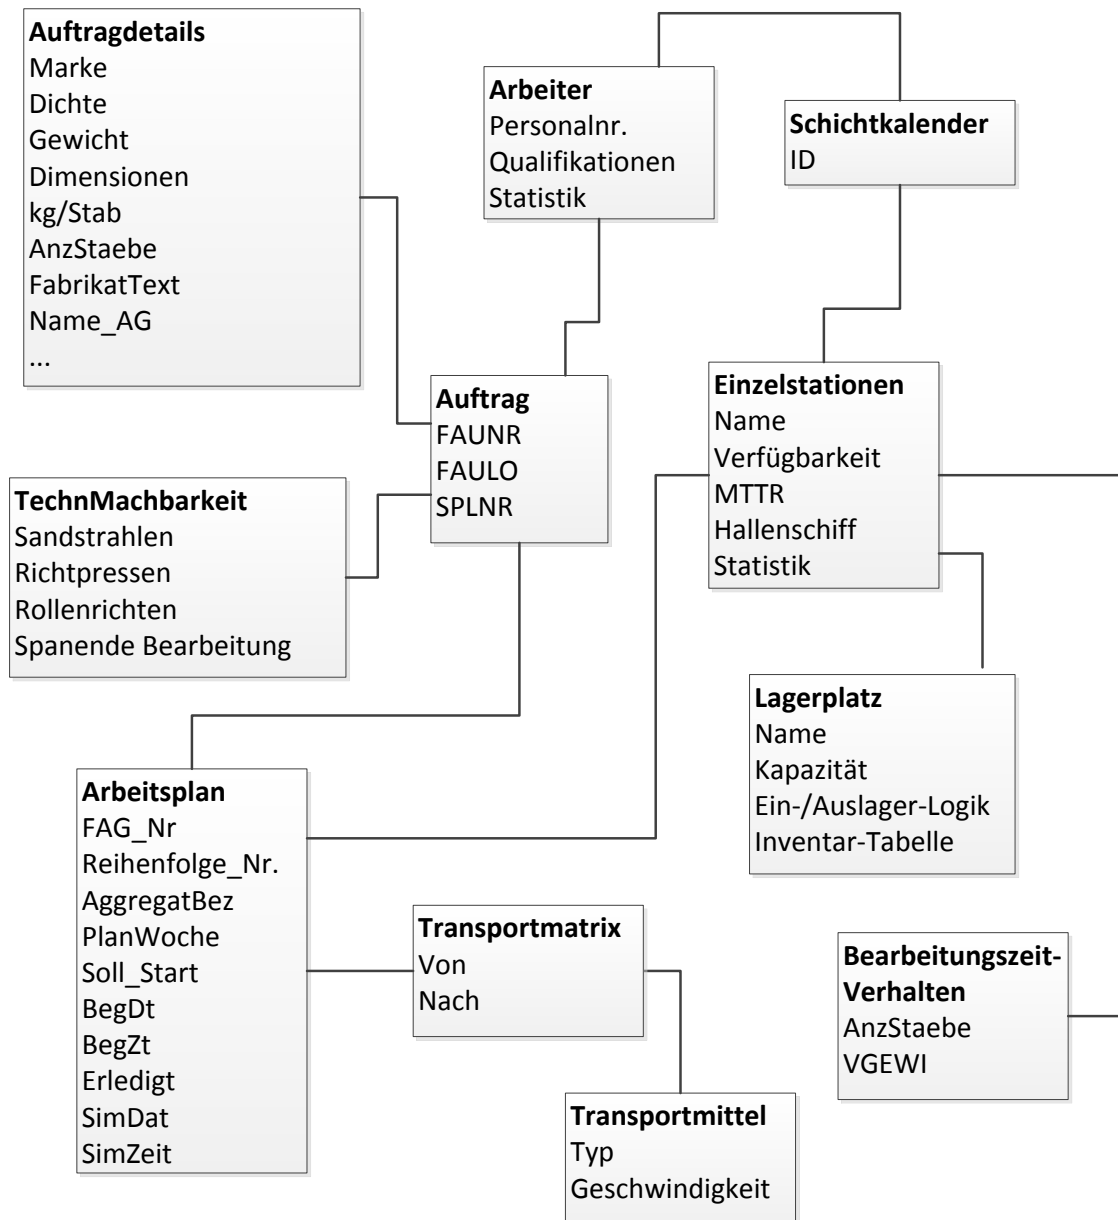 Auftragdetails
Marke
Dichte
Gewicht
Dimensionen
kg/Stab
AnzStaebe
FabrikatText
Name_AG
...
Arbeiter
Personalnr.
Qualifikationen
Statistik
Schichtkalender
ID
Auftrag
FAUNR
FAULO
SPLNR
Einzelstationen
Name
Verfügbarkeit
MTTR
Hallenschiff
Statistik
TechnMachbarkeit
Sandstrahlen
Richtpressen
Rollenrichten
Spanende Bearbeitung
Lagerplatz
Name
Kapazität
Ein-/Auslager-Logik
Inventar-Tabelle
Arbeitsplan
FAG_Nr
Reihenfolge_Nr.
AggregatBez
PlanWoche
Soll_Start
BegDt
BegZt
Erledigt
SimDat
SimZeit
Transportmatrix
Von
Nach
Bearbeitungszeit-
Verhalten
AnzStaebe
VGEWI
Transportmittel
Typ
Geschwindigkeit